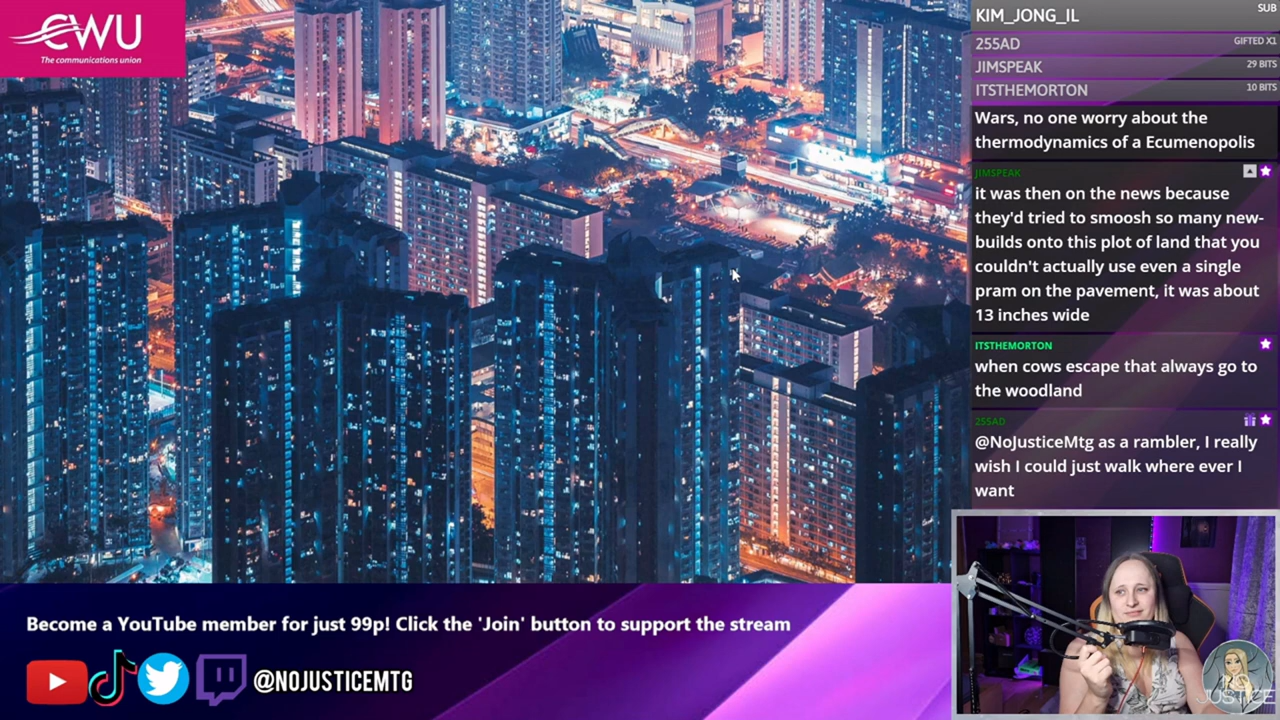 CWU
The communications union
KIM_JONG_IL SUB
255AD GIFTED X1
JIMSPEAK 29 BITS
ITSTHEMORTON 10 BITS
Wars, no one worry about the
thermodynamics of a Ecumenopolis
JIMSPEAK
it was then on the news because
they'd tried to smoosh so many new-
builds onto this plot of land that you
couldn't actually use even a single
pram on the pavement, it was about
13 inches wide
ITSTHEMORTON
when cows escape that always go to
the woodland
255AD
@NoJusticeMtg as a rambler, I really
wish I could just walk where ever I
want
Become a YouTube member for just 99p! Click the 'Join' button to support the stream
@NOJUSTICEMTG
NO
JUSTICE